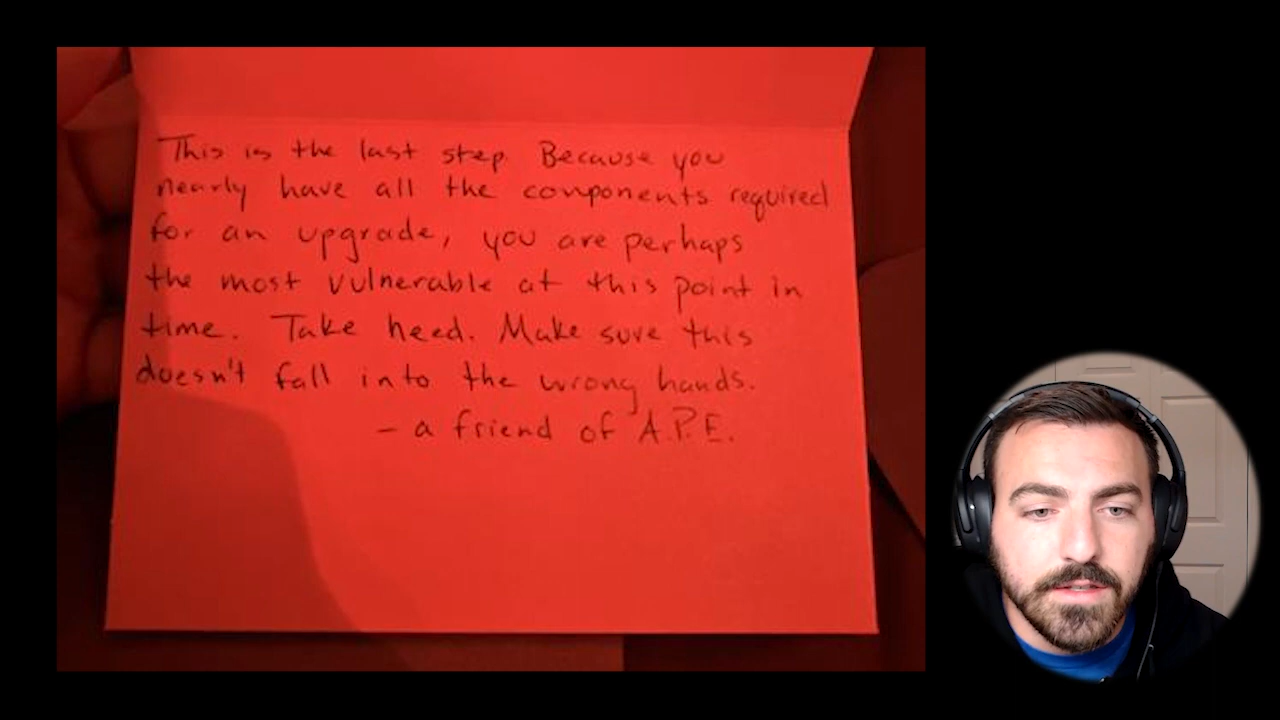 This is the last step. Because you
nearly have all the components required
for an upgrade, you are perhaps
the most vulnerable at this point in
time. Take heed. Make sure this
doesn't fall into the wrong hands.
- a friend of A.P.E.